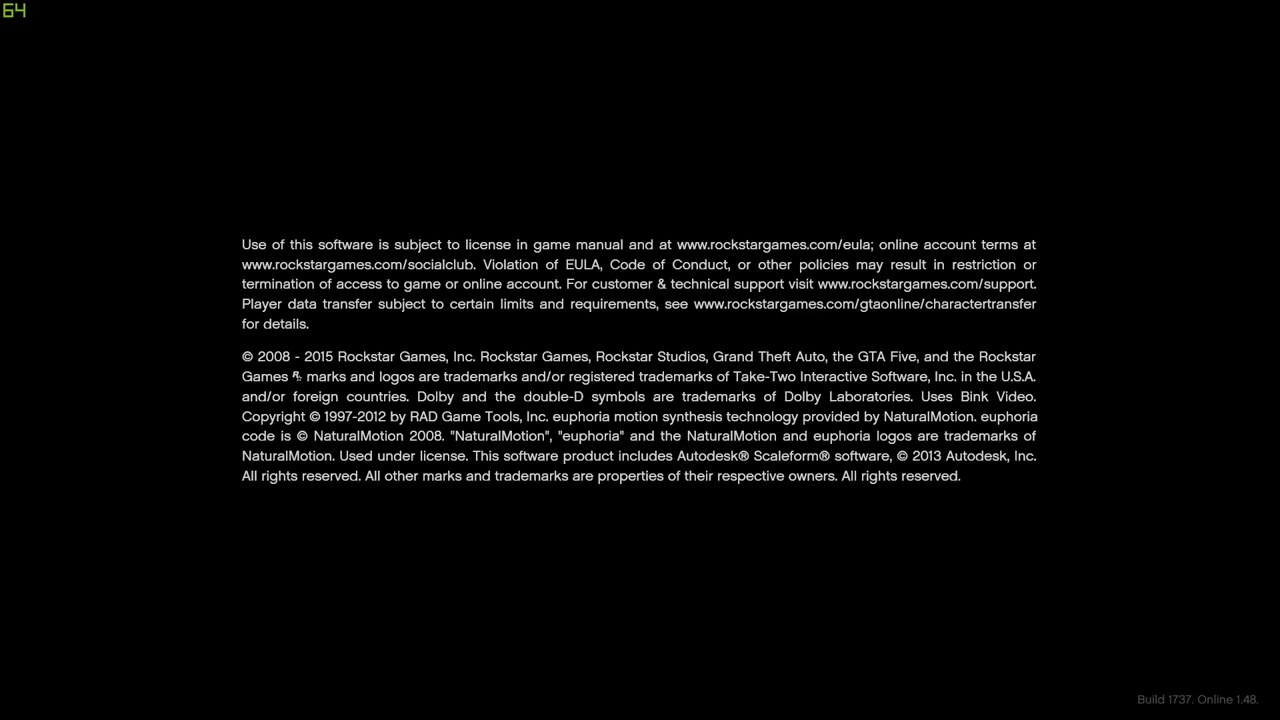 64
Use of this software is subject to license in game manual and at www.rockstargames.com/eula; online account terms at
www.rockstargames.com/socialclub. Violation of EULA, Code of Conduct, or other policies may result in restriction or
termination of access to game or online account. For customer & technical support visit www.rockstargames.com/support.
Player data transfer subject to certain limits and requirements, see www.rockstargames.com/gtaonline/charactertransfer
for details.
© 2008 - 2015 Rockstar Games, Inc. Rockstar Games, Rockstar Studios, Grand Theft Auto, the GTA Five, and the Rockstar
Games R* marks and logos are trademarks and/or registered trademarks of Take-Two Interactive Software, Inc. in the U.S.A.
and/or foreign countries. Dolby and the double-D symbols are trademarks of Dolby Laboratories. Uses Bink Video.
Copyright © 1997-2012 by RAD Game Tools, Inc. euphoria motion synthesis technology provided by NaturalMotion. euphoria
code is © NaturalMotion 2008. "NaturalMotion", "euphoria" and the NaturalMotion and euphoria logos are trademarks of
NaturalMotion. Used under license. This software product includes Autodesk® Scaleform® software, © 2013 Autodesk, Inc.
All rights reserved. All other marks and trademarks are properties of their respective owners. All rights reserved.
Build 1737. Online 1.48.